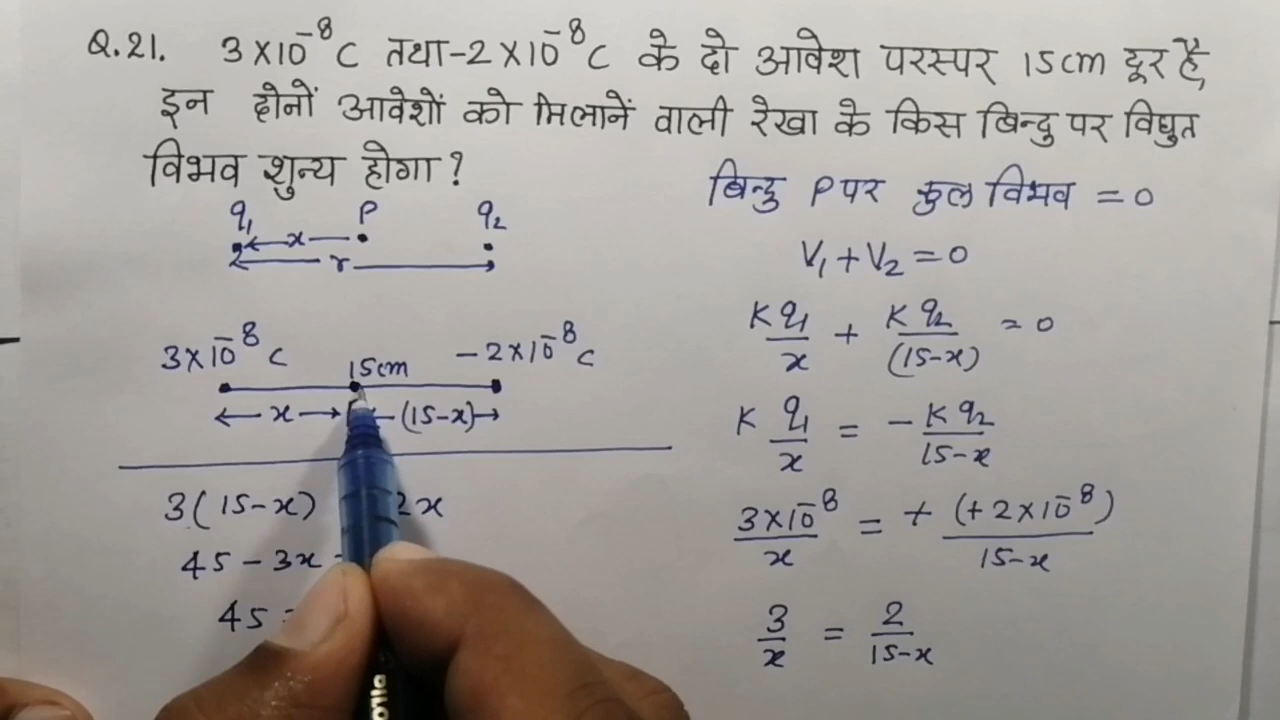 Q.21. 3×10⁻⁸C तथा -2×10⁻⁸C के दो आवेश परस्पर 15cm दूर है,
इन दोनों आवेशों को मिलानें वाली रेखा के किस बिन्दु पर विघुत
विभव शुन्य होगा?
q₁ P q₂
x
r
3×10⁻⁸C 15cm -2×10⁻⁸C
x (15-x)
3(15-x) 2x
45-3x
45 =
बिन्दु P पर कुल विभव = 0
V₁+V₂=0
Kq₁/x + Kq₂/(15-x) = 0
K q₁/x = - Kq₂/15-x
3×10⁻⁸/x = + (+2×10⁻⁸)/15-x
3/x = 2/15-x